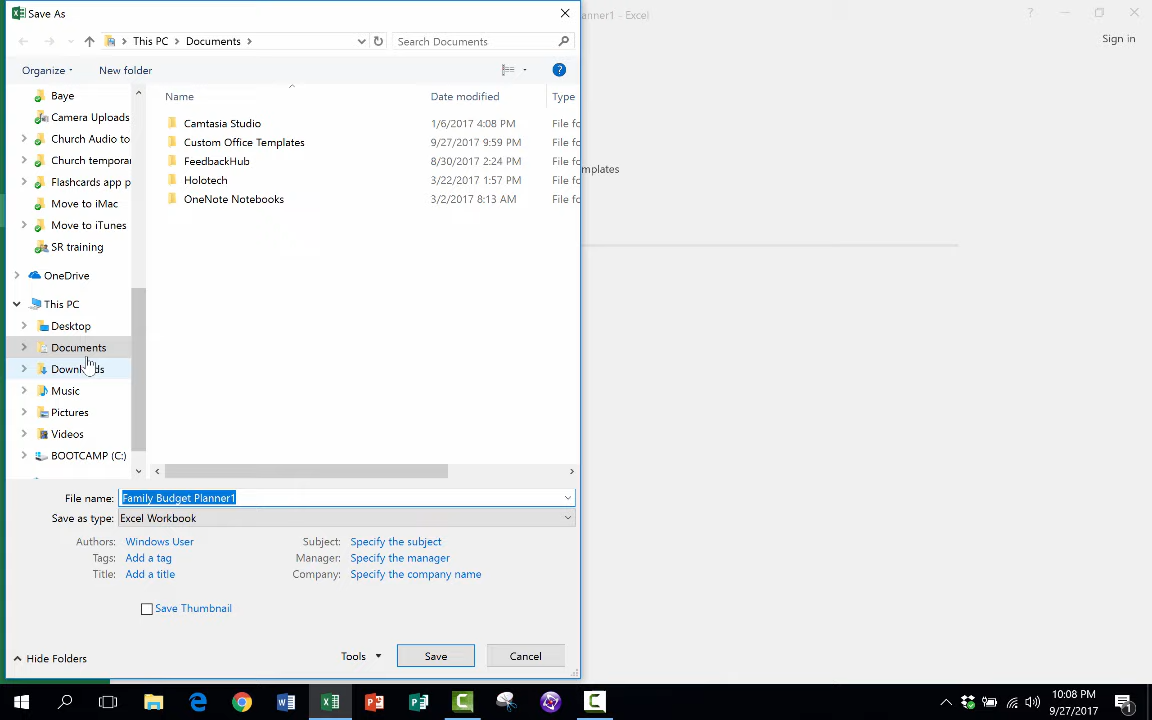 Save As
anner1 - Excel
?
Sign in
This PC
Documents
Search Documents
Organize
New folder
?
Baye
Camera Uploads
Church Audio to
Church tempora
Flashcards app p
Move to iMac
Move to iTunes
SR training
OneDrive
This PC
Desktop
Documents
Downloads
Music
Pictures
Videos
BOOTCAMP (C:)
Name Date modified Type
Camtasia Studio 1/6/2017 4:08 PM File fo
Custom Office Templates 9/27/2017 9:59 PM File fo
FeedbackHub 8/30/2017 2:24 PM File fo
Holotech 3/22/2017 1:57 PM File fo
OneNote Notebooks 3/2/2017 8:13 AM File fo
mplates
File name: Family Budget Planner1
Save as type: Excel Workbook
Authors: Windows User Subject: Specify the subject
Tags: Add a tag Manager: Specify the manager
Title: Add a title Company: Specify the company name
Save Thumbnail
Hide Folders
Tools
Save
Cancel
10:08 PM
9/27/2017
1